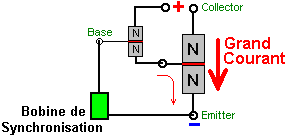 +
Collector
Base
N
N
N
N
Grand
Courant
Bobine de
Synchronisation
Emitter
-